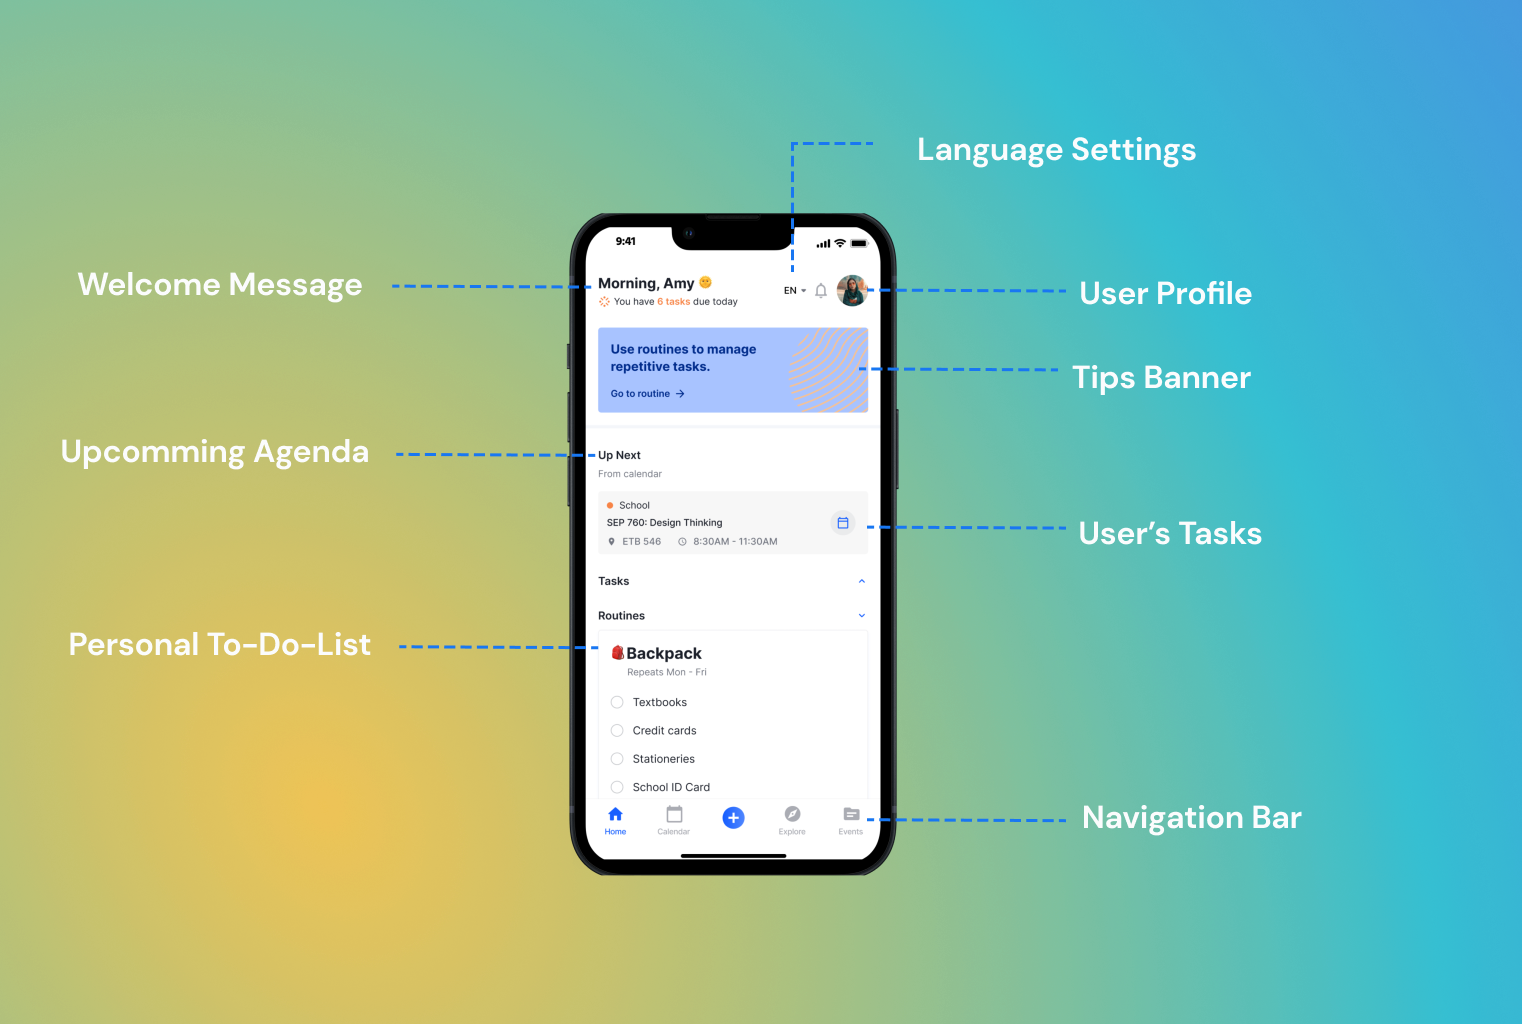 Language Settings
9:41
Welcome Message
Morning, Amy
You have 6 tasks due today
EN
User Profile
Use routines to manage
repetitive tasks.
Go to routine
Tips Banner
Upcomming Agenda
Up Next
From calendar
School
SEP 760: Design Thinking
ETB 546 8:30AM - 11:30AM
User's Tasks
Tasks
Routines
Personal To-Do-List
Backpack
Repeats Mon - Fri
Textbooks
Credit cards
Stationeries
School ID Card
Home Calendar Explore Events
Navigation Bar